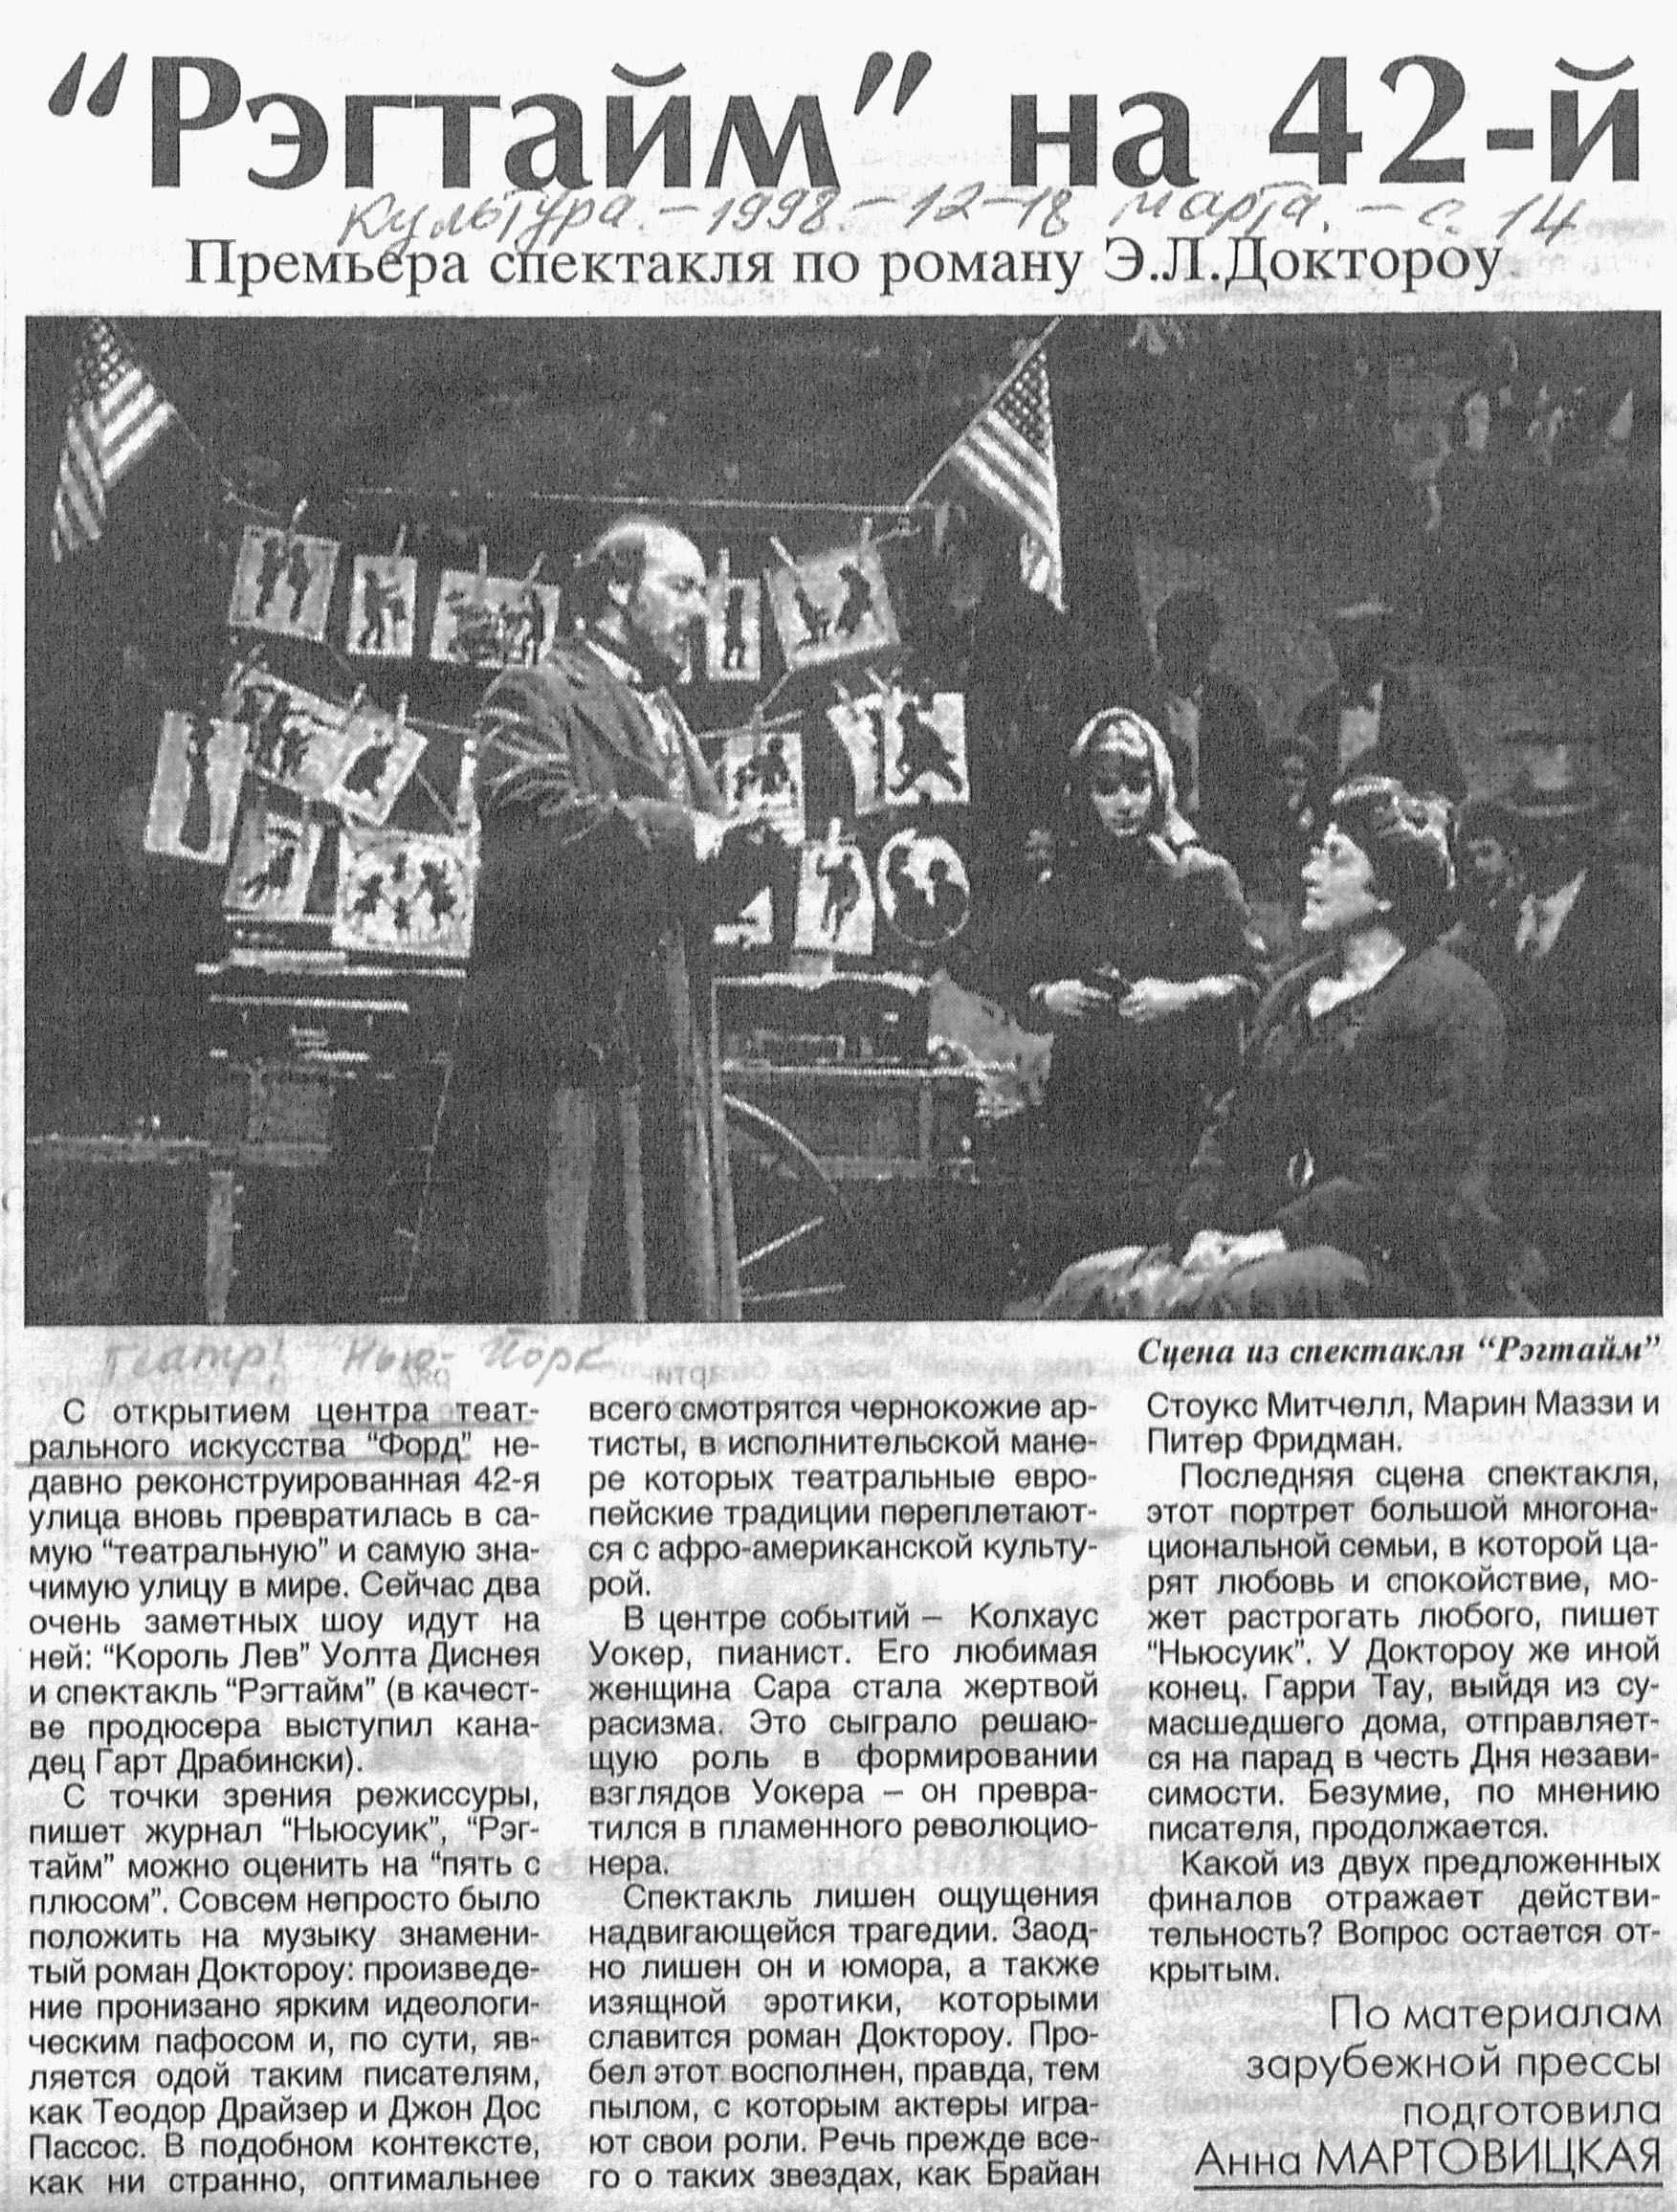 “Рэгтайм” на 42-й
Культура. – 1998. – 12–18 марта. – с. 14
Премьера спектакля по роману Э.Л.Доктороу
Сцена из спектакля “Рэгтайм”
Театр! Нью-Йорк
С открытием центра теат-
рального искусства “Форд” не-
давно реконструированная 42-я
улица вновь превратилась в са-
мую “театральную” и самую зна-
чимую улицу в мире. Сейчас два
очень заметных шоу идут на
ней: “Король Лев” Уолта Диснея
и спектакль “Рэгтайм” (в качест-
ве продюсера выступил кана-
дец Гарт Драбински).
С точки зрения режиссуры,
пишет журнал “Ньюсуик”, “Рэг-
тайм” можно оценить на “пять с
плюсом”. Совсем непросто было
положить на музыку знамени-
тый роман Доктороу: произведе-
ние пронизано ярким идеологи-
ческим пафосом и, по сути, яв-
ляется одой таким писателям,
как Теодор Драйзер и Джон Дос
Пассос. В подобном контексте,
как ни странно, оптимальнее
всего смотрятся чернокожие ар-
тисты, в исполнительской мане-
ре которых театральные евро-
пейские традиции переплетают-
ся с афро-американской культу-
рой.
В центре событий – Колхаус
Уокер, пианист. Его любимая
женщина Сара стала жертвой
расизма. Это сыграло решаю-
щую роль в формировании
взглядов Уокера – он превра-
тился в пламенного революцио-
нера.
Спектакль лишен ощущения
надвигающейся трагедии. Заод-
но лишен он и юмора, а также
изящной эротики, которыми
славится роман Доктороу. Про-
бел этот восполнен, правда, тем
пылом, с которым актеры игра-
ют свои роли. Речь прежде все-
го о таких звездах, как Брайан
Стоукс Митчелл, Марин Маззи и
Питер Фридман.
Последняя сцена спектакля,
этот портрет большой многона-
циональной семьи, в которой ца-
рят любовь и спокойствие, мо-
жет растрогать любого, пишет
“Ньюсуик”. У Доктороу же иной
конец. Гарри Тау, выйдя из су-
масшедшего дома, отправляет-
ся на парад в честь Дня незави-
симости. Безумие, по мнению
писателя, продолжается.
Какой из двух предложенных
финалов отражает действи-
тельность? Вопрос остается от-
крытым.
По материалам
зарубежной прессы
подготовила
Анна МАРТОВИЦКАЯ